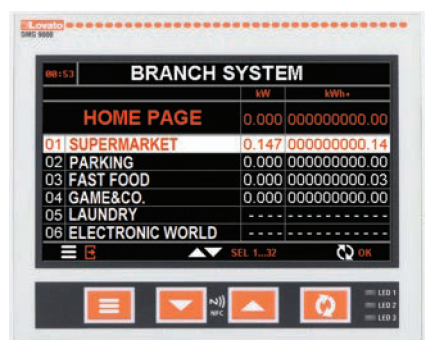 Lovato
DMG 9000
00:53 BRANCH SYSTEM
kW kWh+
HOME PAGE 0.000 000000000.00
01 SUPERMARKET 0.147 000000000.14
02 PARKING 0.000 000000000.00
03 FAST FOOD 0.000 000000000.03
04 GAME&CO. 0.000 000000000.00
05 LAUNDRY ---- ------------
06 ELECTRONIC WORLD ---- ------------
SEL 1...32 OK
NFC
LED 1
LED 2
LED 3